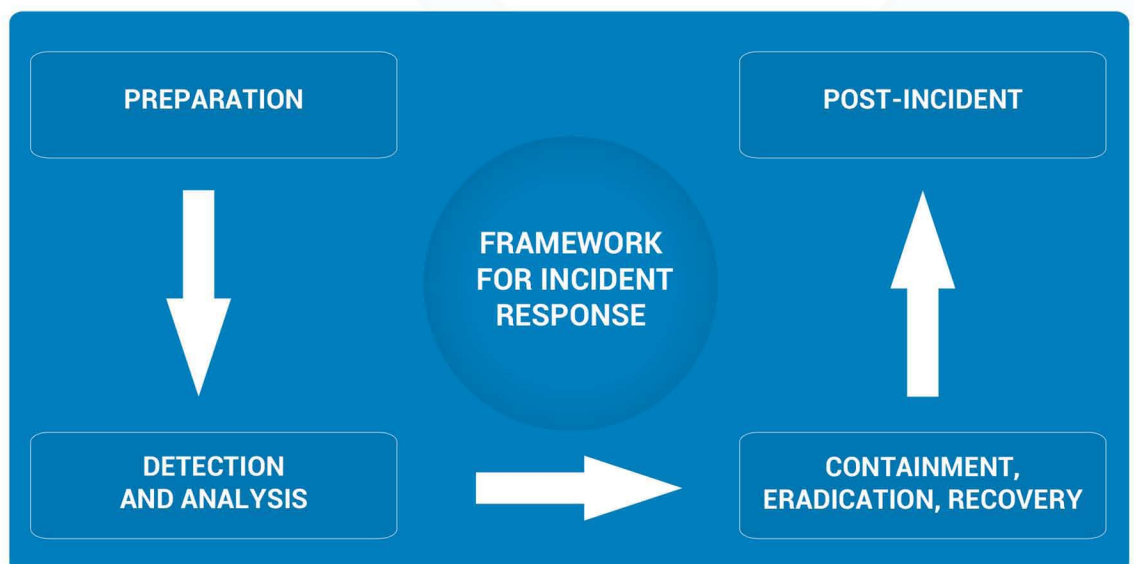 PREPARATION
POST-INCIDENT
FRAMEWORK
FOR INCIDENT
RESPONSE
DETECTION
AND ANALYSIS
CONTAINMENT,
ERADICATION, RECOVERY